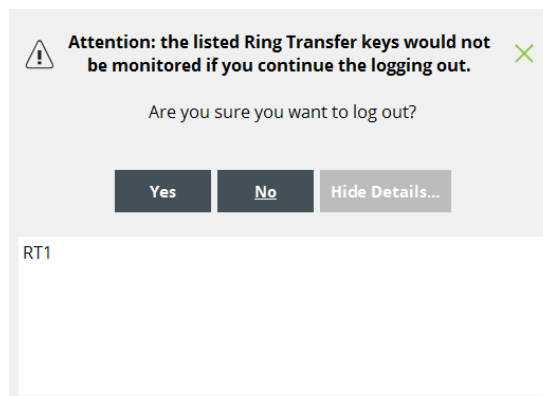 Attention: the listed Ring Transfer keys would not
be monitored if you continue the logging out.
Are you sure you want to log out?
Yes No Hide Details...
RT1